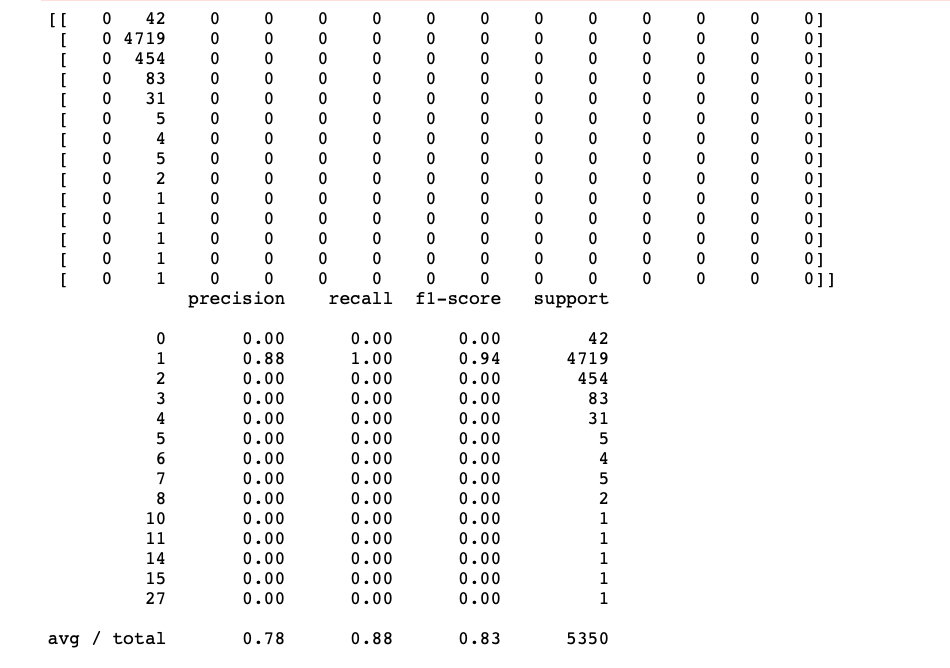 [[   0   42    0    0    0    0    0    0    0    0    0    0    0    0]
 [   0 4719    0    0    0    0    0    0    0    0    0    0    0    0]
 [   0  454    0    0    0    0    0    0    0    0    0    0    0    0]
 [   0   83    0    0    0    0    0    0    0    0    0    0    0    0]
 [   0   31    0    0    0    0    0    0    0    0    0    0    0    0]
 [   0    5    0    0    0    0    0    0    0    0    0    0    0    0]
 [   0    4    0    0    0    0    0    0    0    0    0    0    0    0]
 [   0    5    0    0    0    0    0    0    0    0    0    0    0    0]
 [   0    2    0    0    0    0    0    0    0    0    0    0    0    0]
 [   0    1    0    0    0    0    0    0    0    0    0    0    0    0]
 [   0    1    0    0    0    0    0    0    0    0    0    0    0    0]
 [   0    1    0    0    0    0    0    0    0    0    0    0    0    0]
 [   0    1    0    0    0    0    0    0    0    0    0    0    0    0]
 [   0    1    0    0    0    0    0    0    0    0    0    0    0    0]]
             precision    recall  f1-score   support
          0       0.00      0.00      0.00        42
          1       0.88      1.00      0.94      4719
          2       0.00      0.00      0.00       454
          3       0.00      0.00      0.00        83
          4       0.00      0.00      0.00        31
          5       0.00      0.00      0.00         5
          6       0.00      0.00      0.00         4
          7       0.00      0.00      0.00         5
          8       0.00      0.00      0.00         2
         10       0.00      0.00      0.00         1
         11       0.00      0.00      0.00         1
         14       0.00      0.00      0.00         1
         15       0.00      0.00      0.00         1
         27       0.00      0.00      0.00         1
avg / total       0.78      0.88      0.83      5350